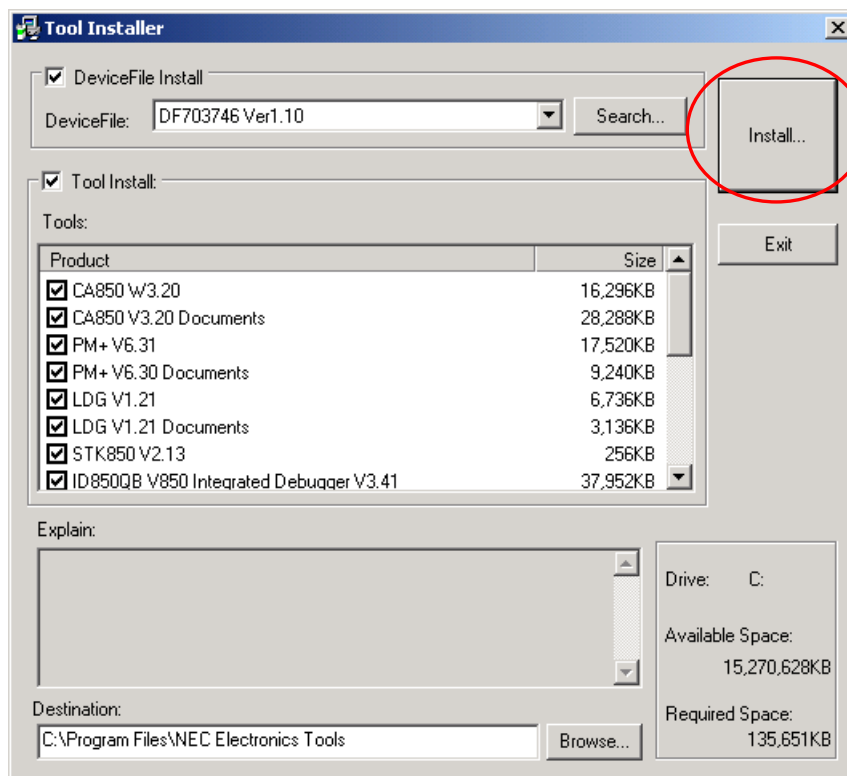 Tool Installer
DeviceFile Install
DeviceFile: DF703746 Ver1.10 Search...
Install...
Exit
Tool Install:
Tools:
Product Size
CA850 W3.20 16,296KB
CA850 V3.20 Documents 28,288KB
PM+ V6.31 17,520KB
PM+ V6.30 Documents 9,240KB
LDG V1.21 6,736KB
LDG V1.21 Documents 3,136KB
STK850 V2.13 256KB
ID850QB V850 Integrated Debugger V3.41 37,952KB
Explain:
Drive: C:
Available Space:
15,270,628KB
Required Space:
135,651KB
Destination:
C:\Program Files\NEC Electronics Tools Browse...